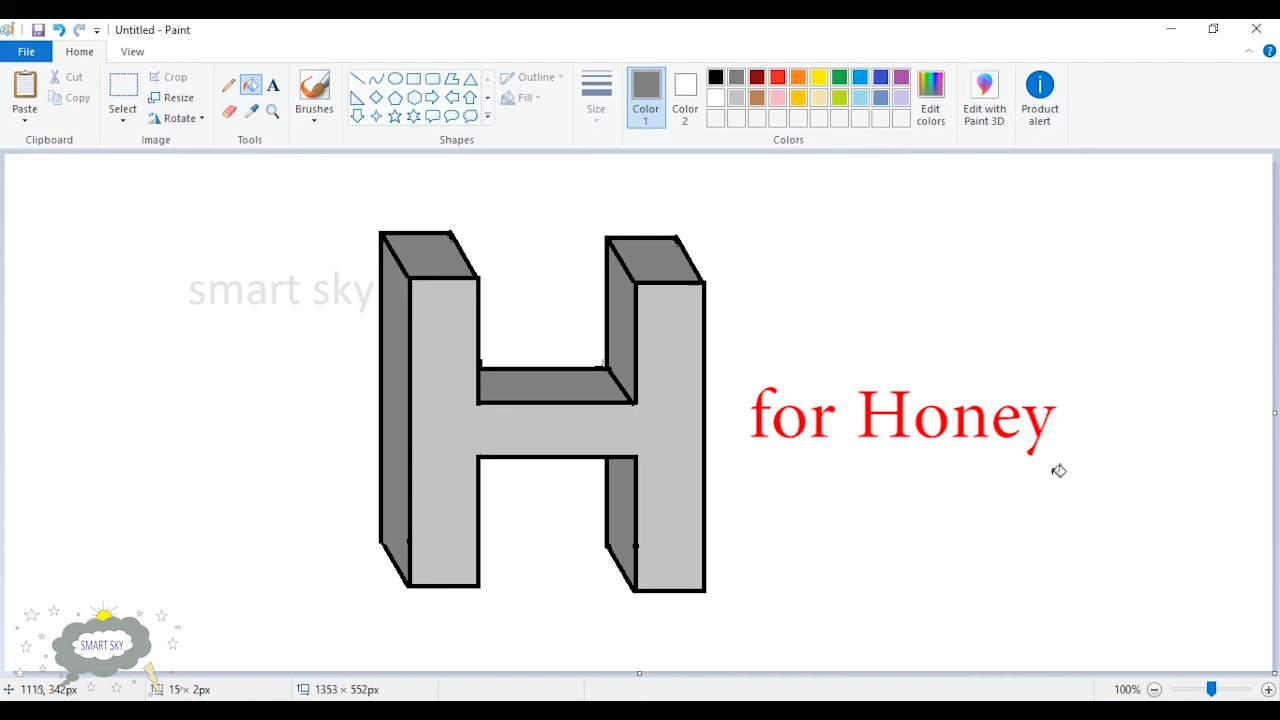 Untitled - Paint
File Home View
Paste
Cut
Copy
Clipboard
Select
Crop
Resize
Rotate
Image
Tools
Brushes
Shapes
Outline
Fill
Size
Color 1
Color 2
Colors
Edit colors
Edit with Paint 3D
Product alert
smart sky
H
for Honey
SMART SKY
1113, 342px
15 × 2px
1353 × 552px
100%